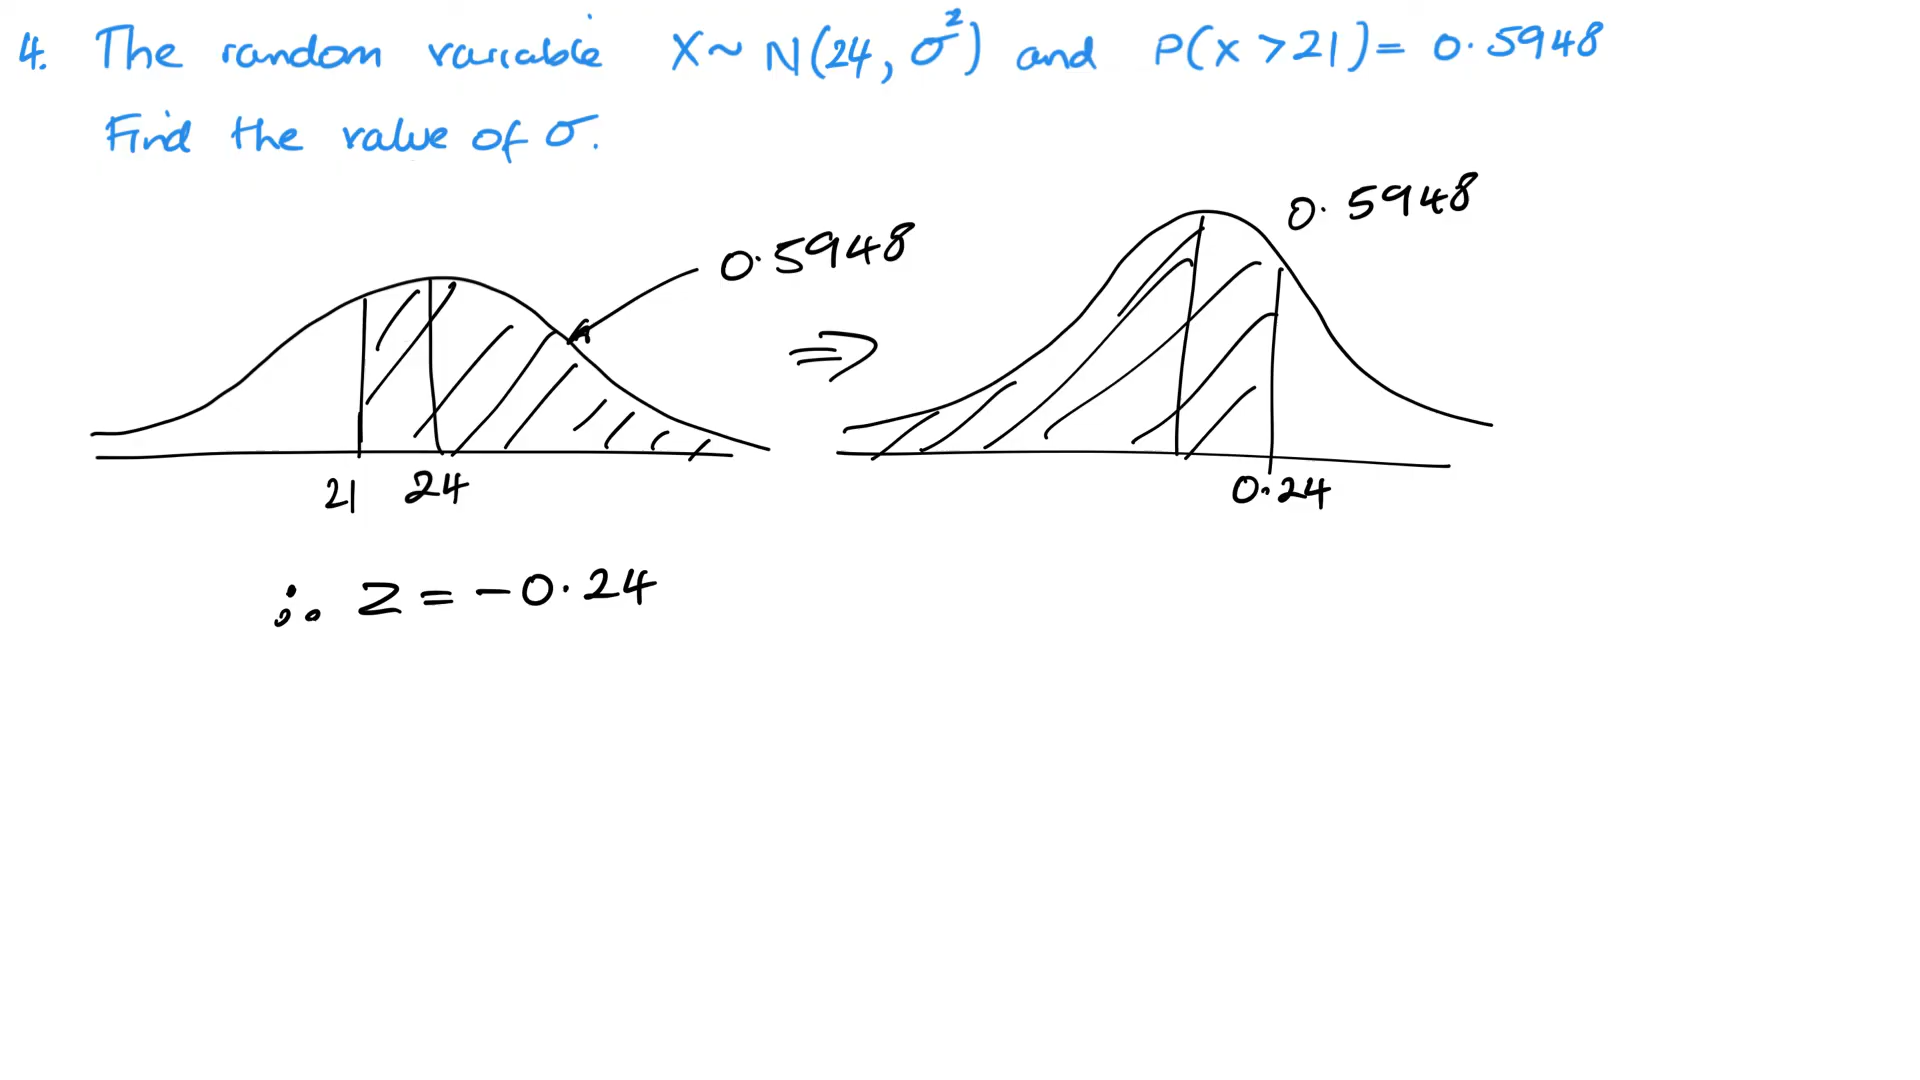 4. The random variable X~ N(24, σ²) and P(x >21)= 0.5948
Find the value of σ.
0.5948
0.5948
⇒
21 24
0.24
∴ Z = -0.24